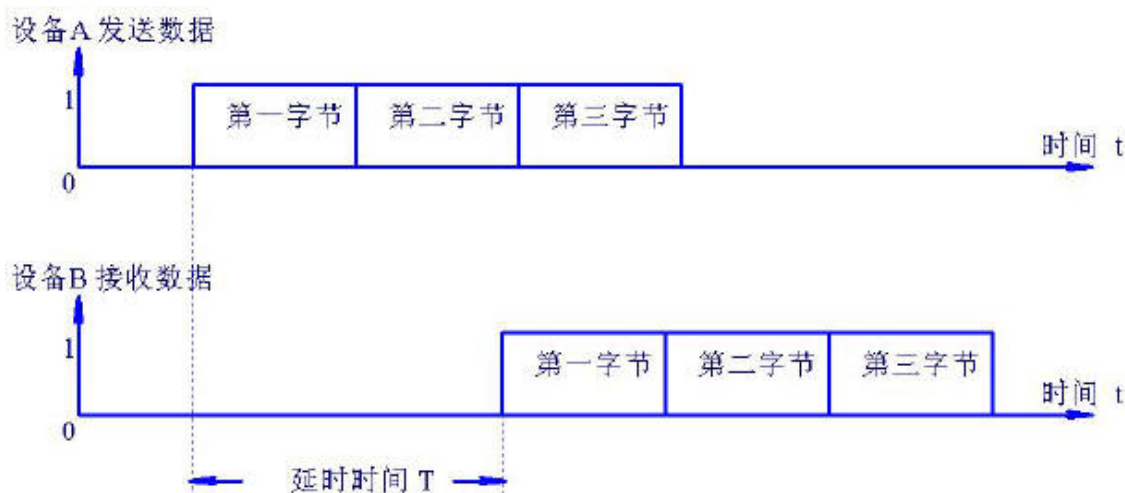 设备A 发送数据
1
第一字节 第二字节 第三字节
时间 t
0
设备B 接收数据
1
第一字节 第二字节 第三字节
时间 t
0
延时时间 T